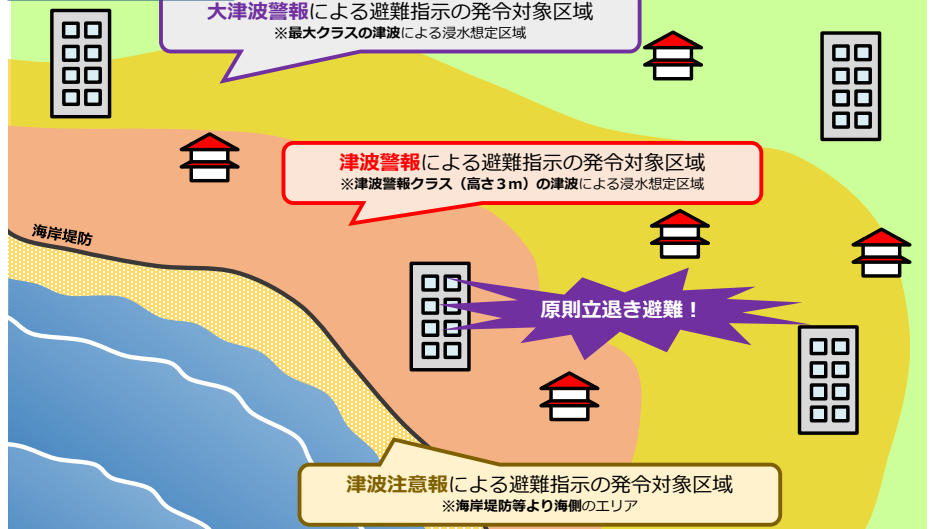 大津波警報による避難指示の発令対象区域
※最大クラスの津波による浸水想定区域
津波警報による避難指示の発令対象区域
※津波警報クラス（高さ３ｍ）の津波による浸水想定区域
海岸堤防
原則立退き避難！
津波注意報による避難指示の発令対象区域
※海岸堤防等より海側のエリア